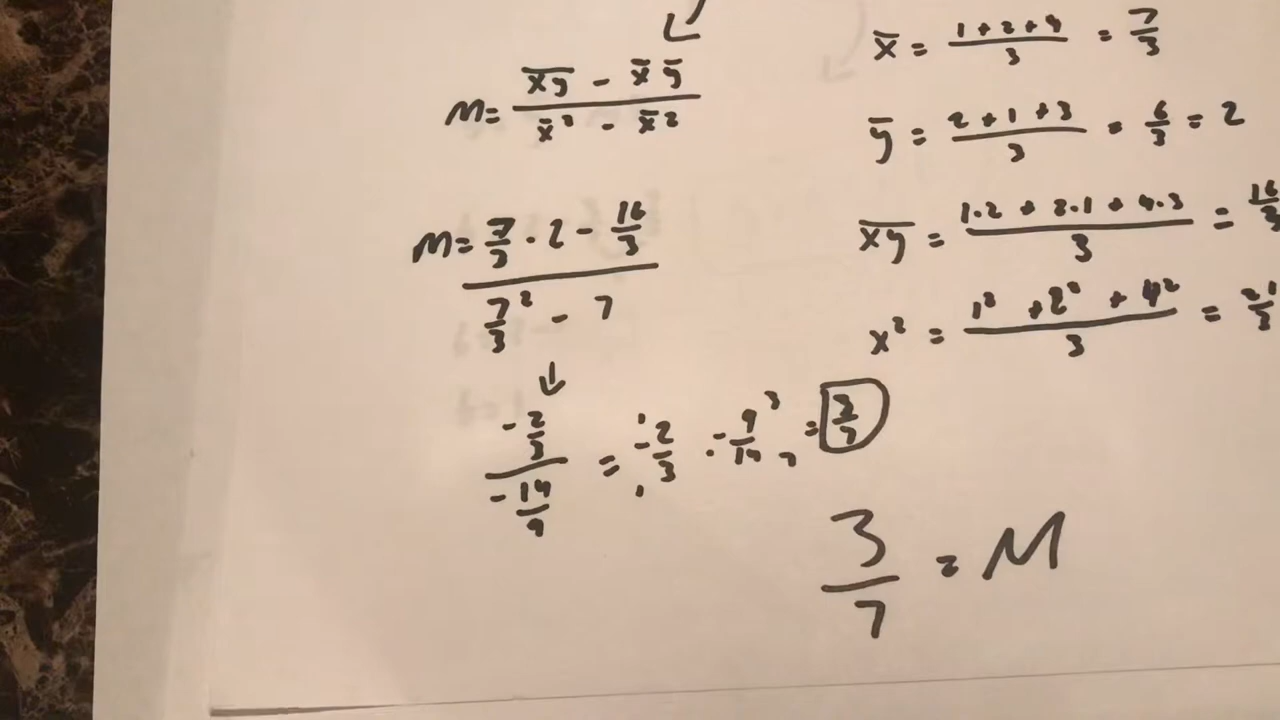 x̄ = (1+2+4)/3 = 7/3
m = (x̄ȳ - x̄ ȳ)/(x̄² - x̄²)
ȳ = (2+1+3)/3 = 6/3 = 2
m = (7/3 · 2 - 16/3)/(7/3² - 7)
xy = (1·2 + 2·1 + 4·3)/3 = 16/3
x² = (1² + 2² + 4²)/3 = 21/3
(-2/3)/(-14/9) = -2/3 · -9/14 = 3/7
3/7 = M